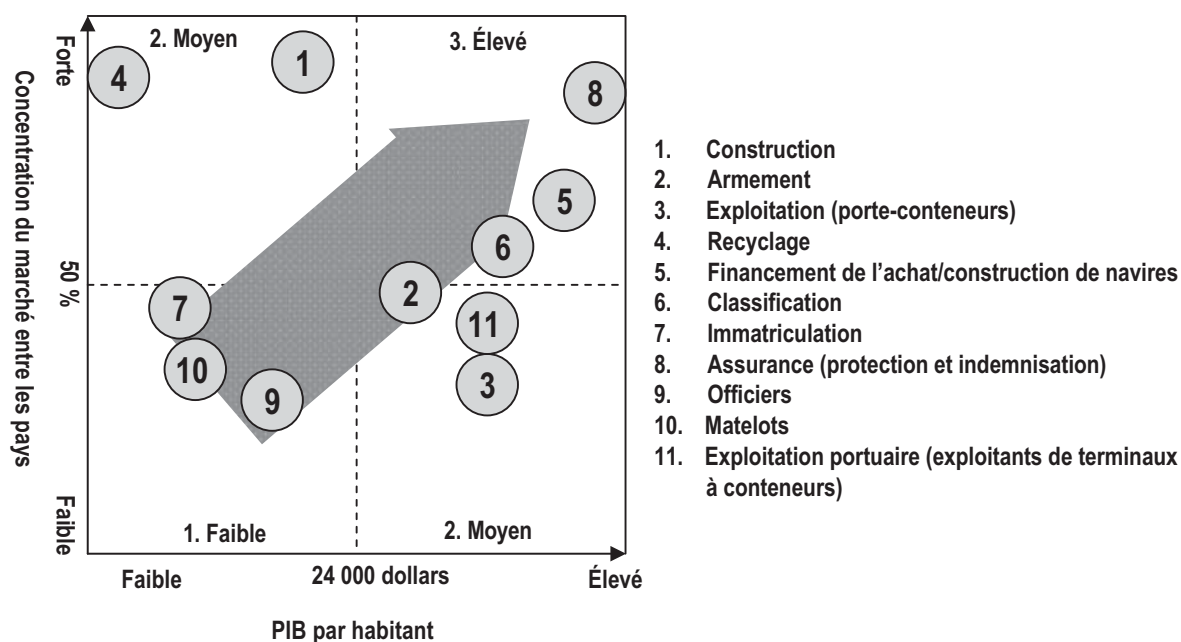 Concentration du marché entre les pays
Forte
50 %
Faible
2. Moyen
3. Élevé
4
1
8
5
6
7
2
11
10
9
3
1. Faible
2. Moyen
Faible
24 000 dollars
Élevé
PIB par habitant
1. Construction
2. Armement
3. Exploitation (porte-conteneurs)
4. Recyclage
5. Financement de l’achat/construction de navires
6. Classification
7. Immatriculation
8. Assurance (protection et indemnisation)
9. Officiers
10. Matelots
11. Exploitation portuaire (exploitants de terminaux
à conteneurs)